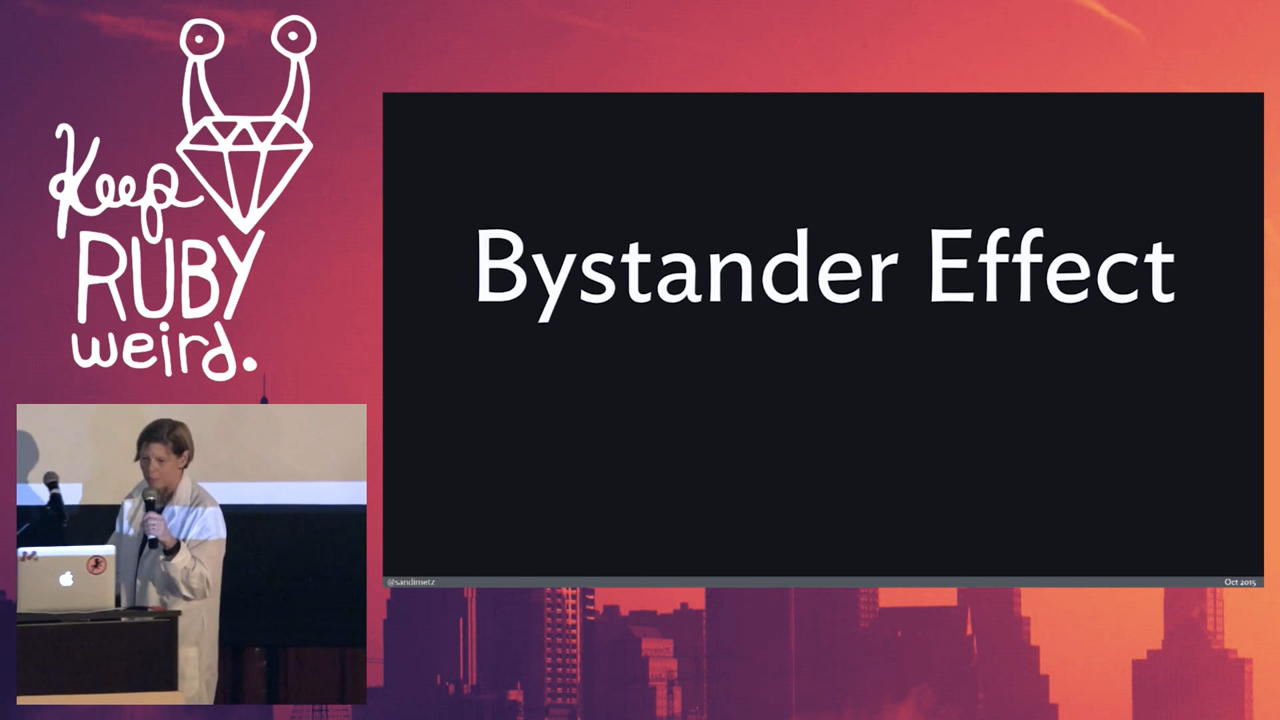 Keep
RUBY
weird.
Bystander Effect
@sandimetz
Oct 2015